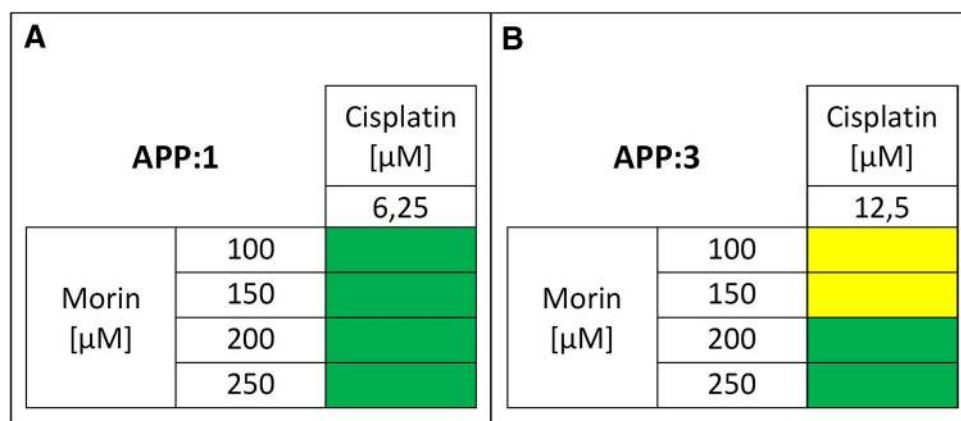 A
Cisplatin
[µM]
APP:1
6,25
Morin
[µM]
100
150
200
250
B
Cisplatin
[µM]
APP:3
12,5
Morin
[µM]
100
150
200
250